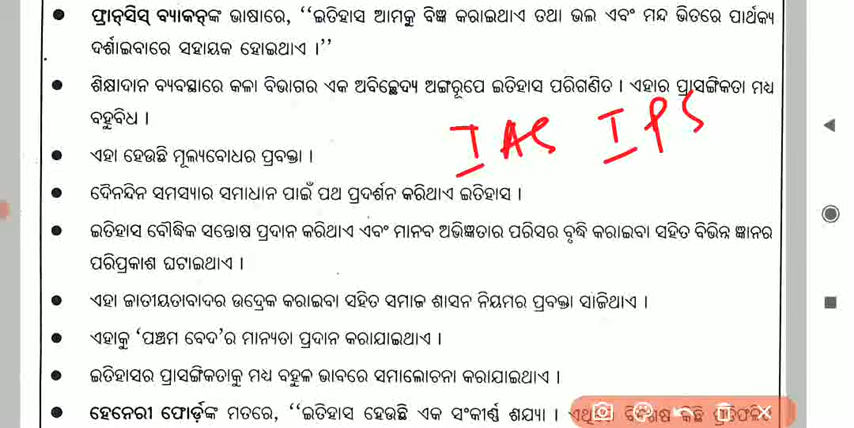 ● ଫ୍ରାନ୍‌ସିସ୍ ବ୍ୟାକନ୍‌ଙ୍କ ଭାଷାରେ, ‘‘ଇତିହାସ ଆମକୁ ବିଜ୍ଞ କରାଇଥାଏ ତଥା ଭଲ ଏବଂ ମନ୍ଦ ଭିତରେ ପାର୍ଥକ୍ୟ
ଦର୍ଶାଇବାରେ ସହାୟକ ହୋଇଥାଏ ।’’
● ଶିକ୍ଷାଦାନ ବ୍ୟବସ୍ଥାରେ କଳା ବିଭାଗର ଏକ ଅବିଚ୍ଛେଦ୍ୟ ଅଙ୍ଗରୂପେ ଇତିହାସ ପରିଗଣିତ । ଏହାର ପ୍ରାସଙ୍ଗିକତା ମଧ୍ୟ
ବହୁବିଧ ।
IAS IPS
● ଏହା ହେଉଛି ମୂଲ୍ୟବୋଧର ପ୍ରବକ୍ତା ।
● ଦୈନନ୍ଦିନ ସମସ୍ୟାର ସମାଧାନ ପାଇଁ ପଥ ପ୍ରଦର୍ଶନ କରିଥାଏ ଇତିହାସ ।
● ଇତିହାସ ବୌଦ୍ଧିକ ସନ୍ତୋଷ ପ୍ରଦାନ କରିଥାଏ ଏବଂ ମାନବ ଅଭିଜ୍ଞତାର ପରିସର ବୃଦ୍ଧି କରାଇବା ସହିତ ବିଭିନ୍ନ ଜ୍ଞାନର
ପରିପ୍ରକାଶ ଘଟାଇଥାଏ ।
● ଏହା ଜାତୀୟତାବାଦର ଉଦ୍ରେକ କରାଇବା ସହିତ ସମାଜ ଶାସନ ନିୟମର ପ୍ରବକ୍ତା ସାଜିଥାଏ ।
● ଏହାକୁ ‘ପଞ୍ଚମ ବେଦ’ର ମାନ୍ୟତା ପ୍ରଦାନ କରାଯାଇଥାଏ ।
● ଇତିହାସର ପ୍ରାସଙ୍ଗିକତାକୁ ମଧ୍ୟ ବହୁଳ ଭାବରେ ସମାଲୋଚନା କରାଯାଇଥାଏ ।
● ହେନେରୀ ଫୋର୍ଡ଼ଙ୍କ ମତରେ, ‘‘ଇତିହାସ ହେଉଛି ଏକ ସଂକୀର୍ଣ୍ଣ ଶଯ୍ୟା । କିଛି